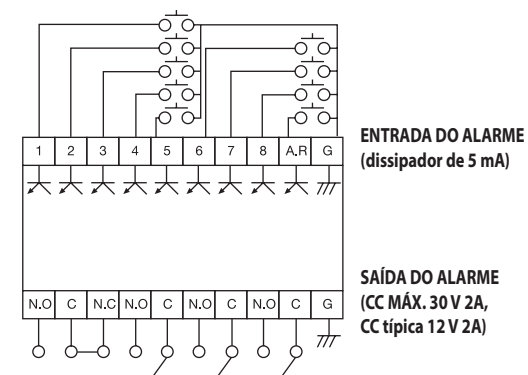 1 2 3 4 5 6 7 8 A.R G
ENTRADA DO ALARME
(dissipador de 5 mA)
SAÍDA DO ALARME
(CC MÁX. 30 V 2A,
CC típica 12 V 2A)
N.O C N.C N.O C N.O C N.O C G